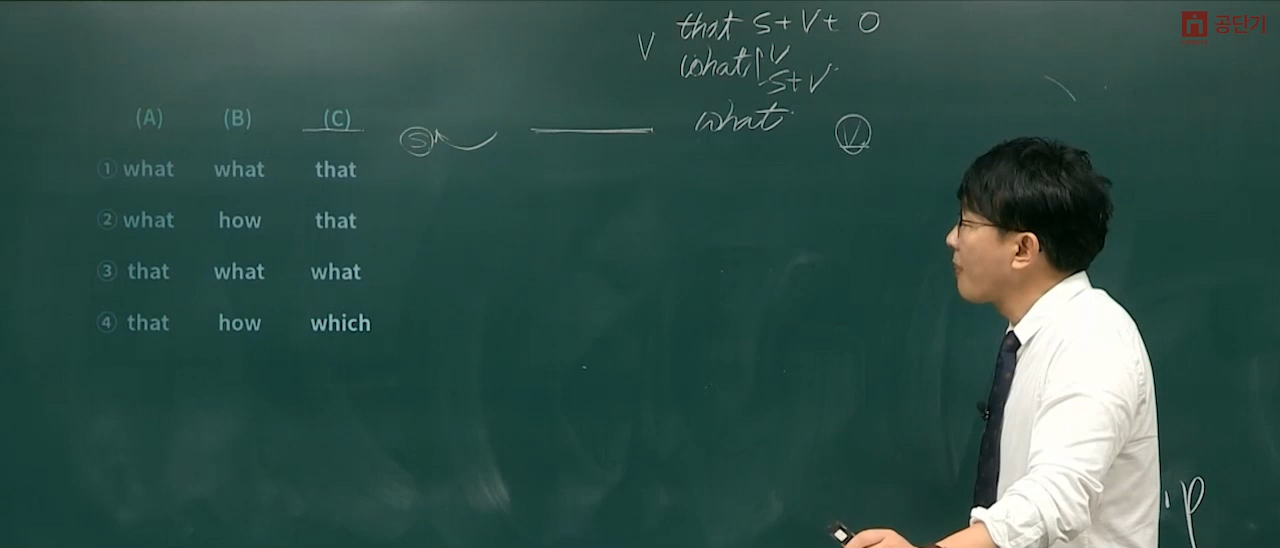 공단기
that S+V+O
V what V
S+V
what V
S
(A) (B) (C)
① what what that
② what how that
③ that what what
④ that how which
p